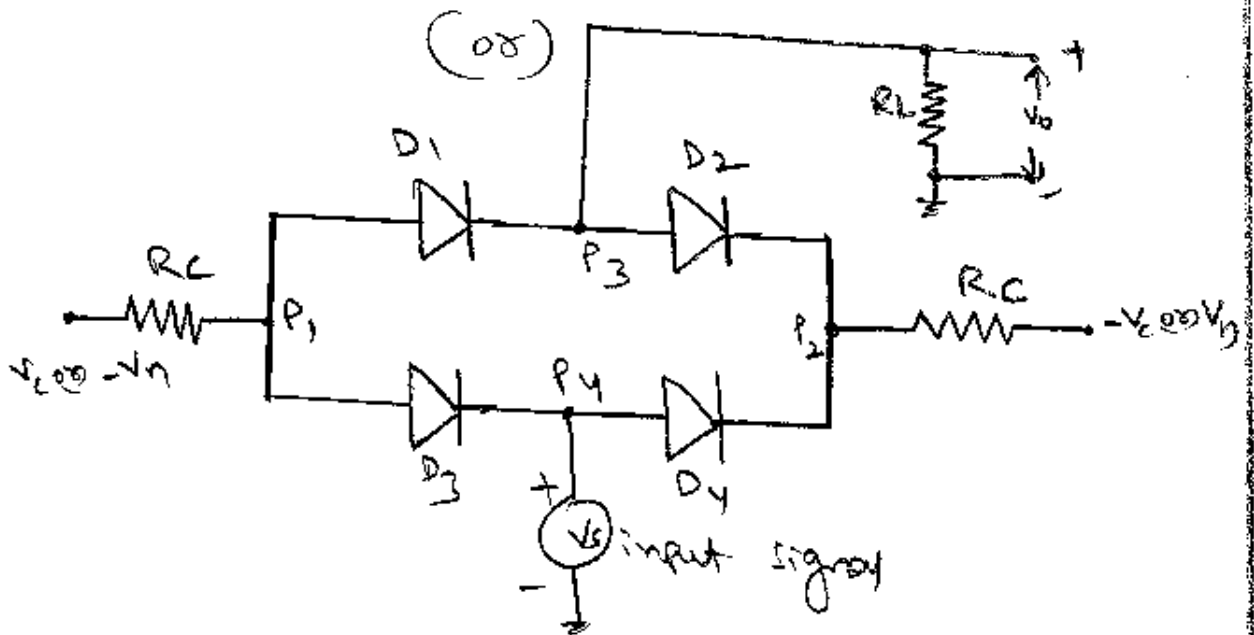 (or)
+
RL
Vo
-
D1
D2
P3
RC
RC
P1
P2
Vc or -Vn
-Vc or Vn
P4
D3
D4
+
Vs
input signal
-